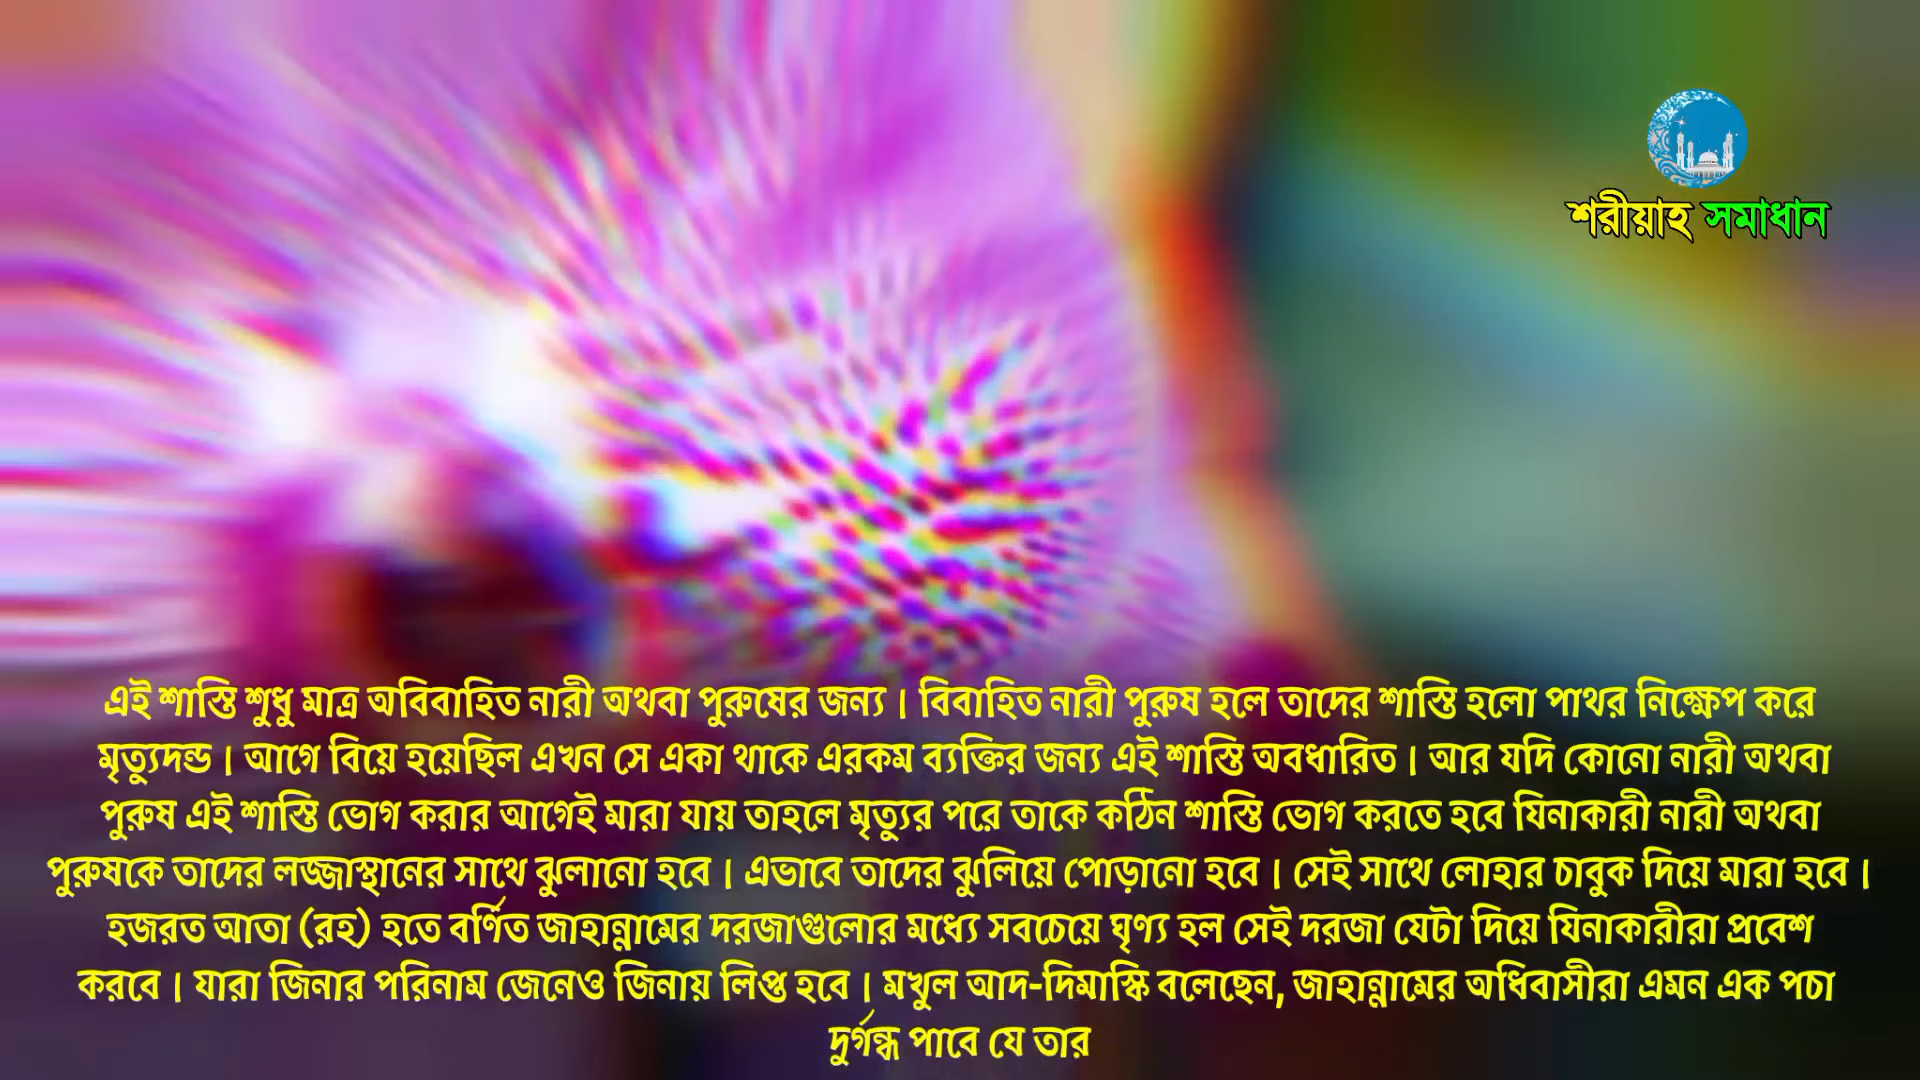 শরীয়াহ সমাধান
এই শাস্তি শুধু মাত্র অবিবাহিত নারী অথবা পুরুষের জন্য। বিবাহিত নারী পুরুষ হলে তাদের শাস্তি হলো পাথর নিক্ষেপ করে
মৃত্যুদন্ড। আগে বিয়ে হয়েছিল এখন সে একা থাকে এরকম ব্যক্তির জন্য এই শাস্তি অবধারিত। আর যদি কোনো নারী অথবা
পুরুষ এই শাস্তি ভোগ করার আগেই মারা যায় তাহলে মৃত্যুর পরে তাকে কঠিন শাস্তি ভোগ করতে হবে যিনাকারী নারী অথবা
পুরুষকে তাদের লজ্জাস্থানের সাথে ঝুলানো হবে। এভাবে তাদের ঝুলিয়ে পোড়ানো হবে। সেই সাথে লোহার চাবুক দিয়ে মারা হবে।
হজরত আতা (রহ) হতে বর্ণিত জাহান্নামের দরজাগুলোর মধ্যে সবচেয়ে ঘৃণ্য হল সেই দরজা যেটা দিয়ে যিনাকারীরা প্রবেশ
করবে। যারা জিনার পরিনাম জেনেও জিনায় লিপ্ত হবে। মখুল আদ-দিমাস্কি বলেছেন, জাহান্নামের অধিবাসীরা এমন এক পচা
দুর্গন্ধ পাবে যে তার